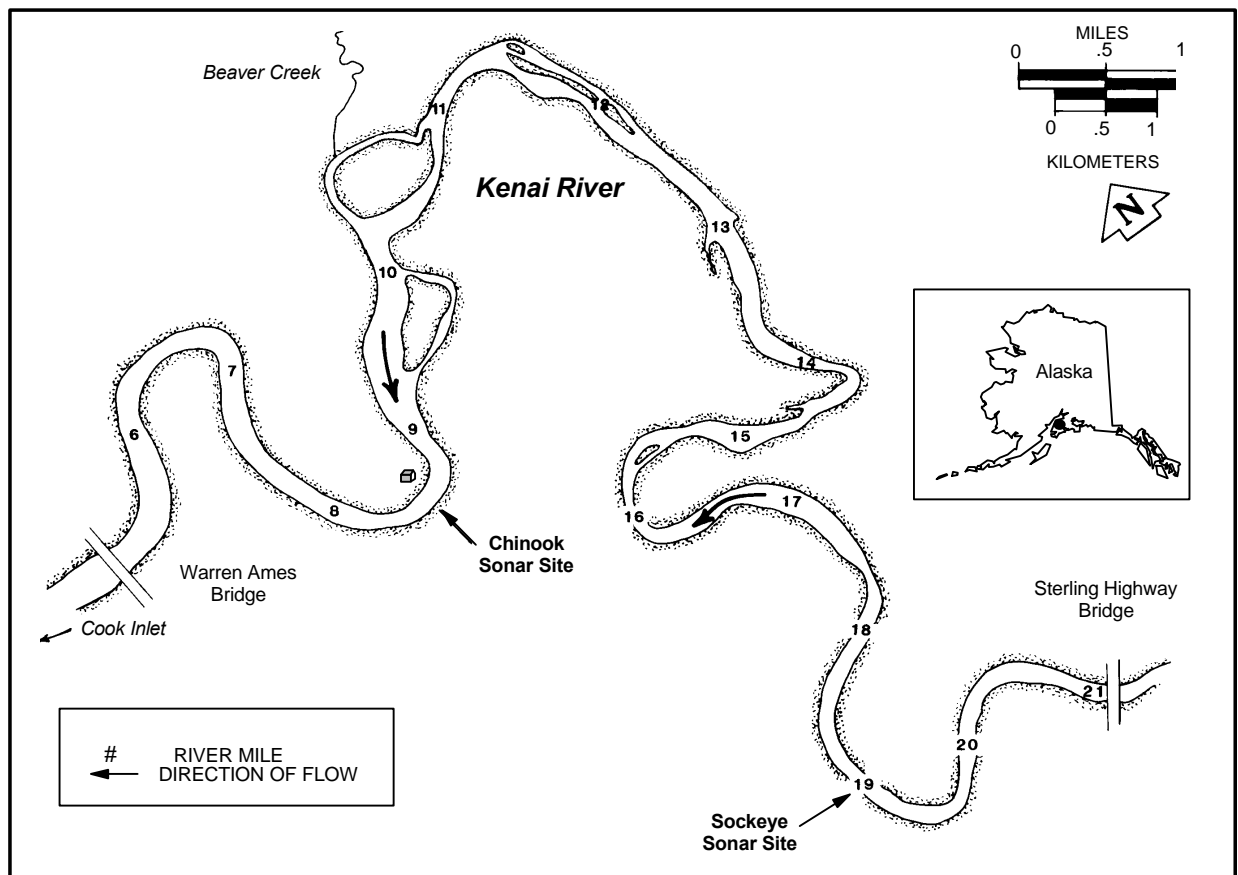 MILES
0 .5 1
0 .5 1
KILOMETERS
N
Beaver Creek
Kenai River
11
12
13
10
14
Alaska
7
6
9
15
8
16
17
Chinook
Sonar Site
Warren Ames
Bridge
Cook Inlet
Sterling Highway
Bridge
18
21
20
19
Sockeye
Sonar Site
# RIVER MILE
DIRECTION OF FLOW